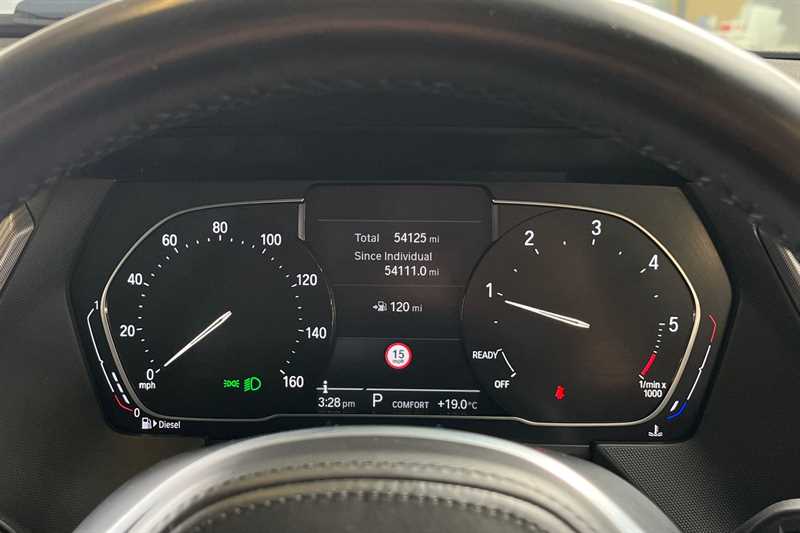 Total 54125 mi
Since Individual
54111.0 mi
120 mi
15
mph
3:28 pm P COMFORT +19.0°C
0
20
40
60
80
100
120
140
160
mph
1
0
Diesel
1
2
3
4
5
READY
OFF
1/min x
1000